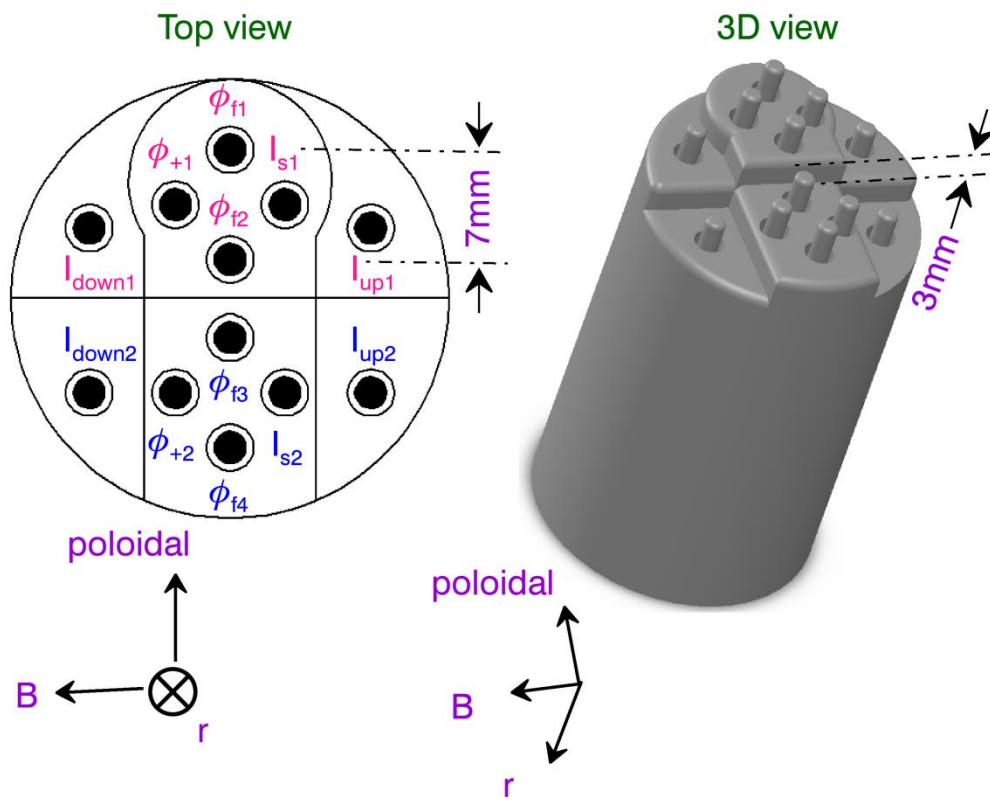 Top view
3D view
ϕf1
ϕ+1
Is1
ϕf2
7mm
3mm
Idown1
Iup1
Idown2
Iup2
ϕf3
ϕ+2
Is2
ϕf4
poloidal
B
r
poloidal
B
r